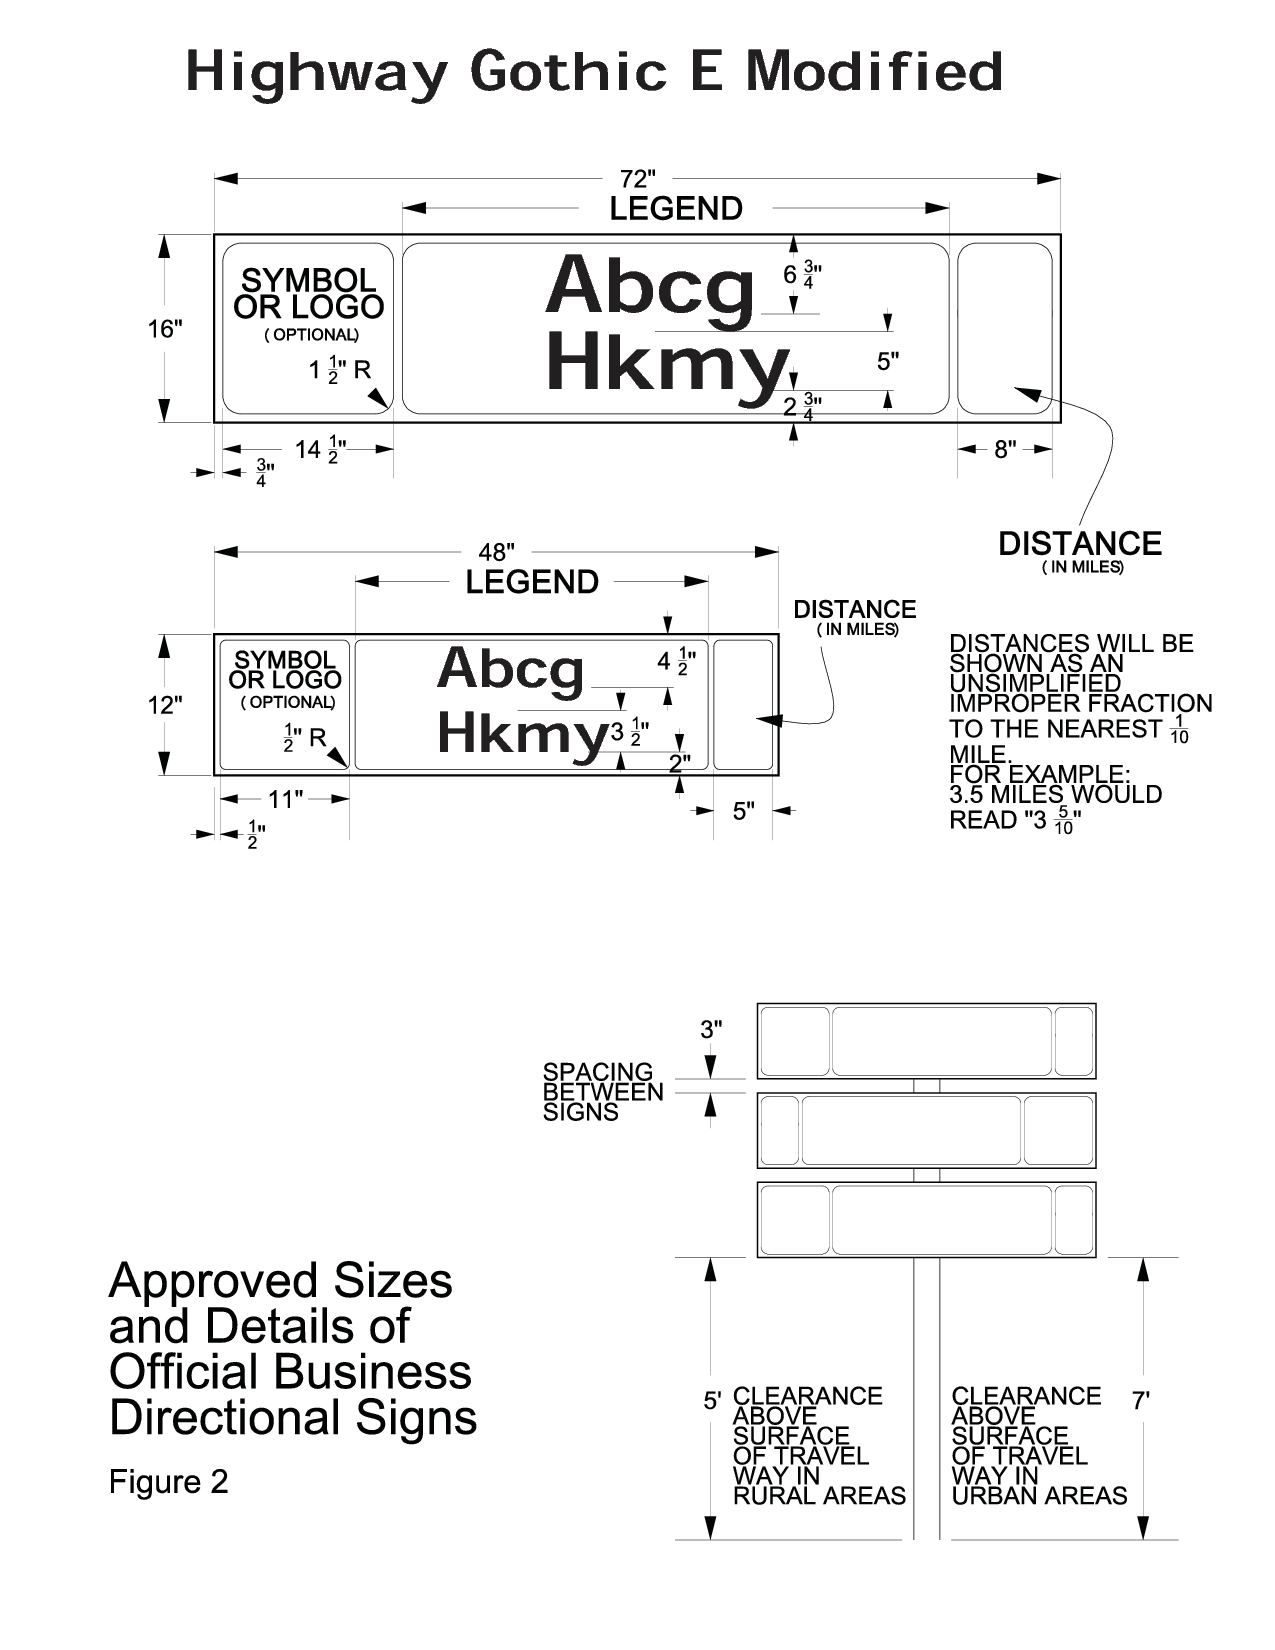 Highway Gothic E Modified
72"
LEGEND
SYMBOL
OR LOGO
( OPTIONAL)
1 1/2" R
Abcg
Hkmy
6 3/4"
5"
2 3/4"
16"
14 1/2"
3/4"
8"
DISTANCE
( IN MILES)
48"
LEGEND
SYMBOL
OR LOGO
( OPTIONAL)
1/2" R
Abcg
Hkmy
4 1/2"
3 1/2"
2"
12"
11"
1/2"
5"
DISTANCE
( IN MILES)
DISTANCES WILL BE
SHOWN AS AN
UNSIMPLIFIED
IMPROPER FRACTION
TO THE NEAREST 1/10
MILE.
FOR EXAMPLE:
3.5 MILES WOULD
READ "3 5/10"
3"
SPACING
BETWEEN
SIGNS
5'
CLEARANCE
ABOVE
SURFACE
OF TRAVEL
WAY IN
RURAL AREAS
CLEARANCE
ABOVE
SURFACE
OF TRAVEL
WAY IN
URBAN AREAS
7'
Approved Sizes
and Details of
Official Business
Directional Signs
Figure 2